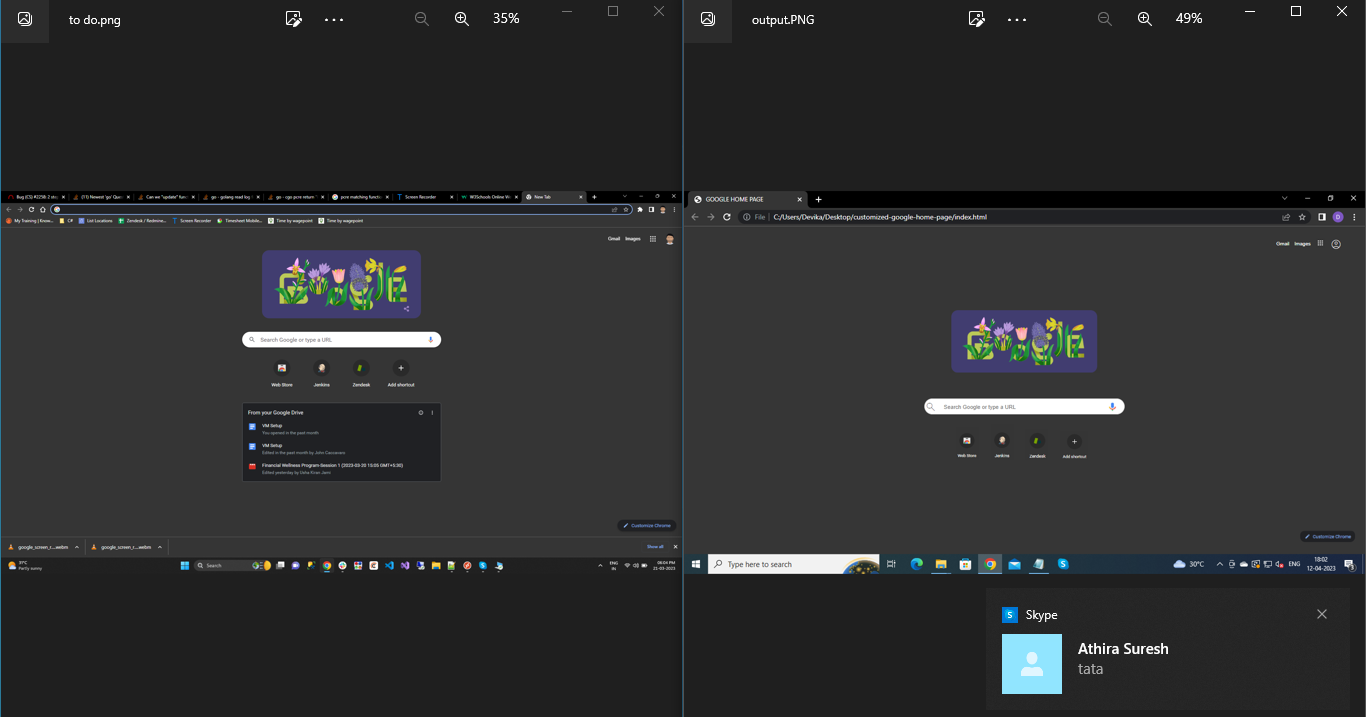 to do.png
35%
Bug (CS) #2258: 2 st
(11) Newest 'go' Que
Can we "update" fun
go - golang read log
go - cgo pcre return
pcre matching functi
Screen Recorder
W3Schools Online W
New Tab
My Training | Know...
C#
List Locations
Zendesk / Redmine...
Screen Recorder
Timesheet Mobile...
Time by wagepoint
Time by wagepoint
Gmail Images
Search Google or type a URL
Web Store
Jenkins
Zendesk
Add shortcut
From your Google Drive
VM Setup
You opened in the past month
VM Setup
Edited in the past month by John
Financial Wellness Program-Session 1 (2023-03-20 15:05 GMT+5:30)
Edited yesterday by
Customize Chrome
google_screen_r....webm
google_screen_r....webm
Show all
31°C
Partly sunny
Search
ENG
IN
06:04 PM
21-03-2023
output.PNG
49%
GOOGLE HOME PAGE
File
C:/Users/Devika/Desktop/customized-google-home-page/index.html
D
Gmail Images
Google
Search Google or type a URL
Web Store
Jenkins
Zendesk
Add shortcut
Customize Chrome
Type here to search
30°C
ENG
18:02
12-04-2023
3
Skype
Athira Suresh
tata